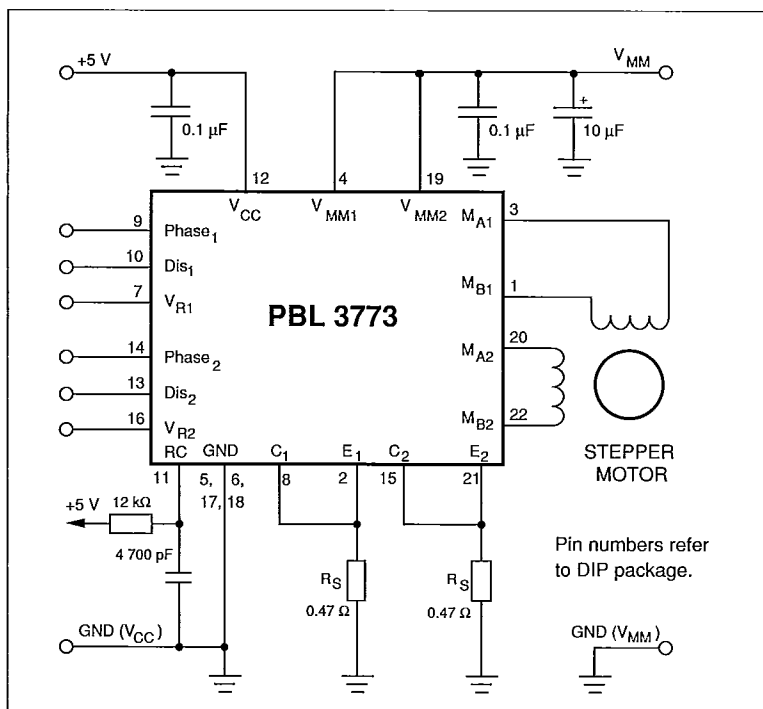 +5 V
V_MM
0.1 µF
0.1 µF
+
10 µF
12
4
19
V_CC
V_MM1
V_MM2
M_A1
3
9
Phase_1
10
Dis_1
7
V_R1
M_B1
1
PBL 3773
14
Phase_2
M_A2
20
13
Dis_2
16
V_R2
M_B2
22
RC
GND
C_1
E_1
C_2
E_2
STEPPER
MOTOR
11
5,
6,
17,
18
8
2
15
21
+5 V
12 kΩ
4 700 pF
R_S
0.47 Ω
R_S
0.47 Ω
Pin numbers refer
to DIP package.
GND (V_CC)
GND (V_MM)